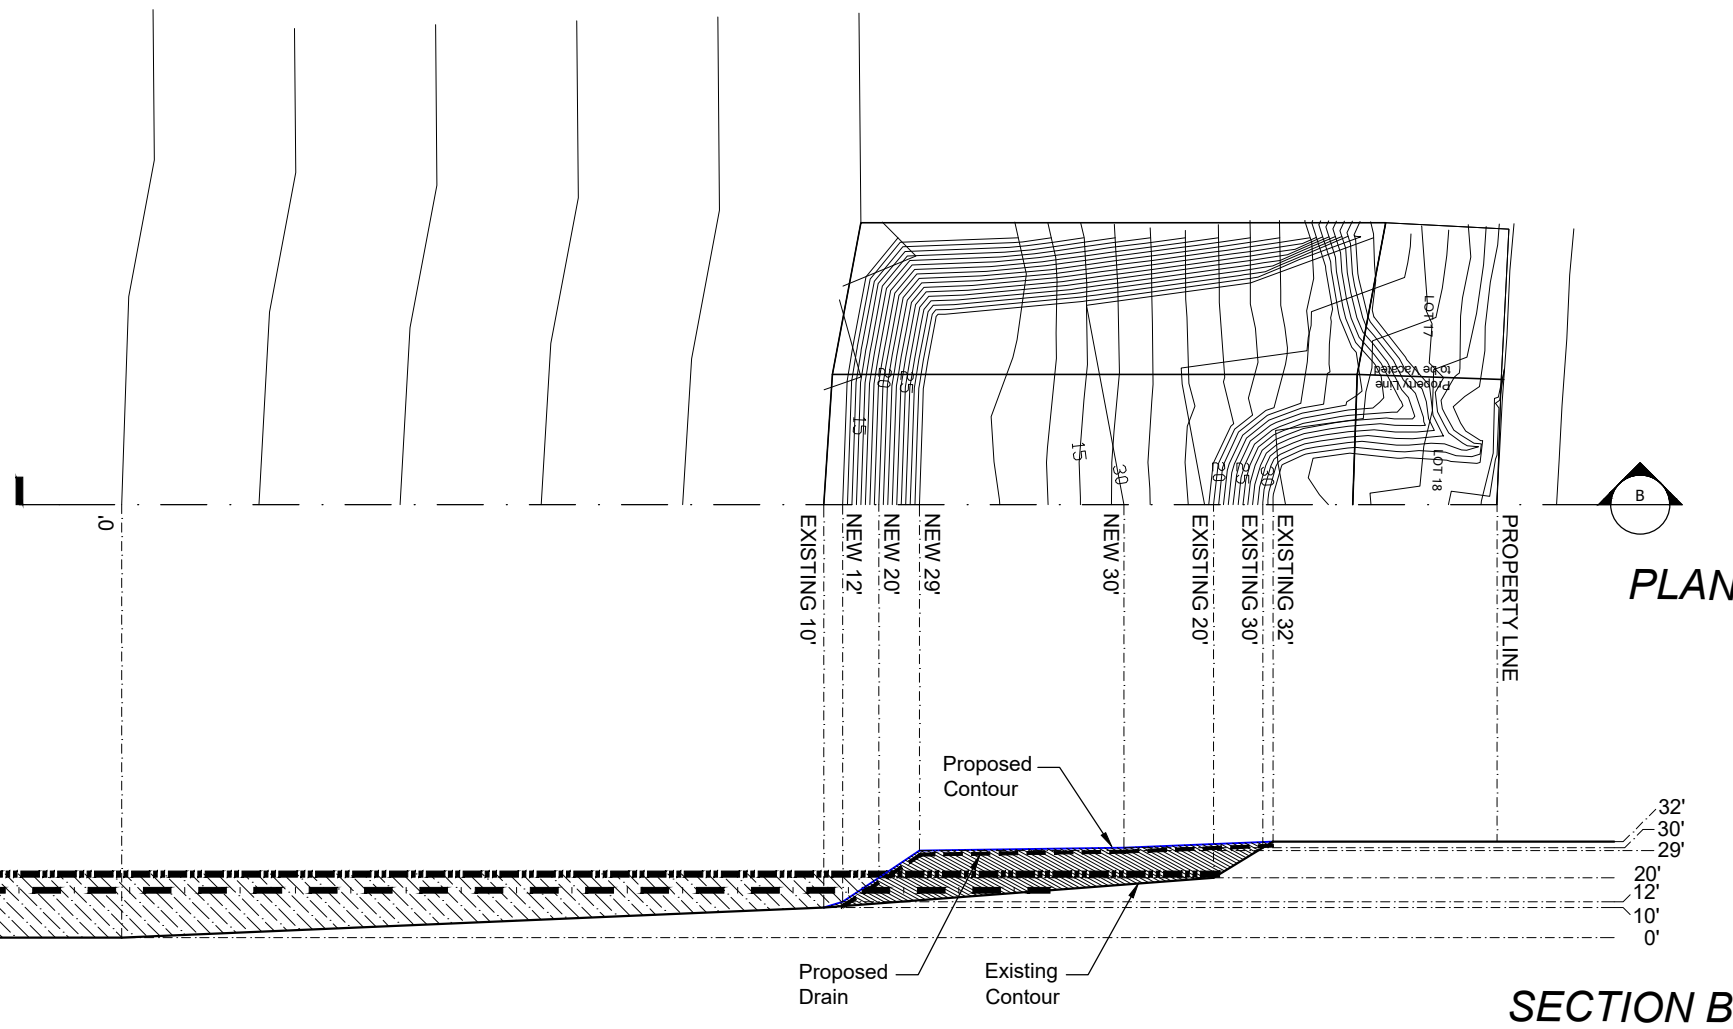 LOT 17
to be Vacated
Property Line
20
25
15
15
30
20
25
30
LOT 18
B
0'
EXISTING 10'
NEW 12'
NEW 20'
NEW 29'
NEW 30'
EXISTING 20'
EXISTING 30'
EXISTING 32'
PROPERTY LINE
PLAN
Proposed
Contour
32'
30'
29'
20'
12'
10'
0'
Proposed
Drain
Existing
Contour
SECTION B